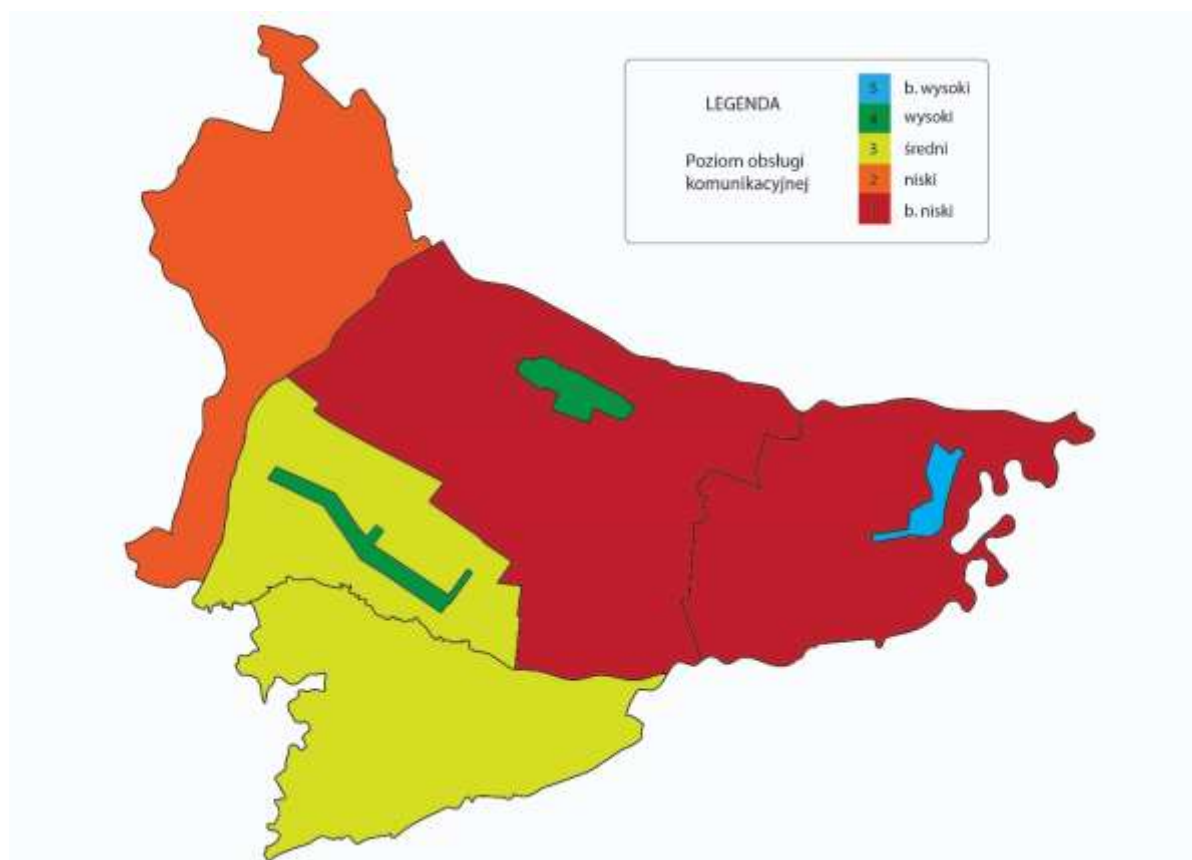 LEGENDA
Poziom obsługi
komunikacyjnej
5 b. wysoki
4 wysoki
3 średni
2 niski
b. niski